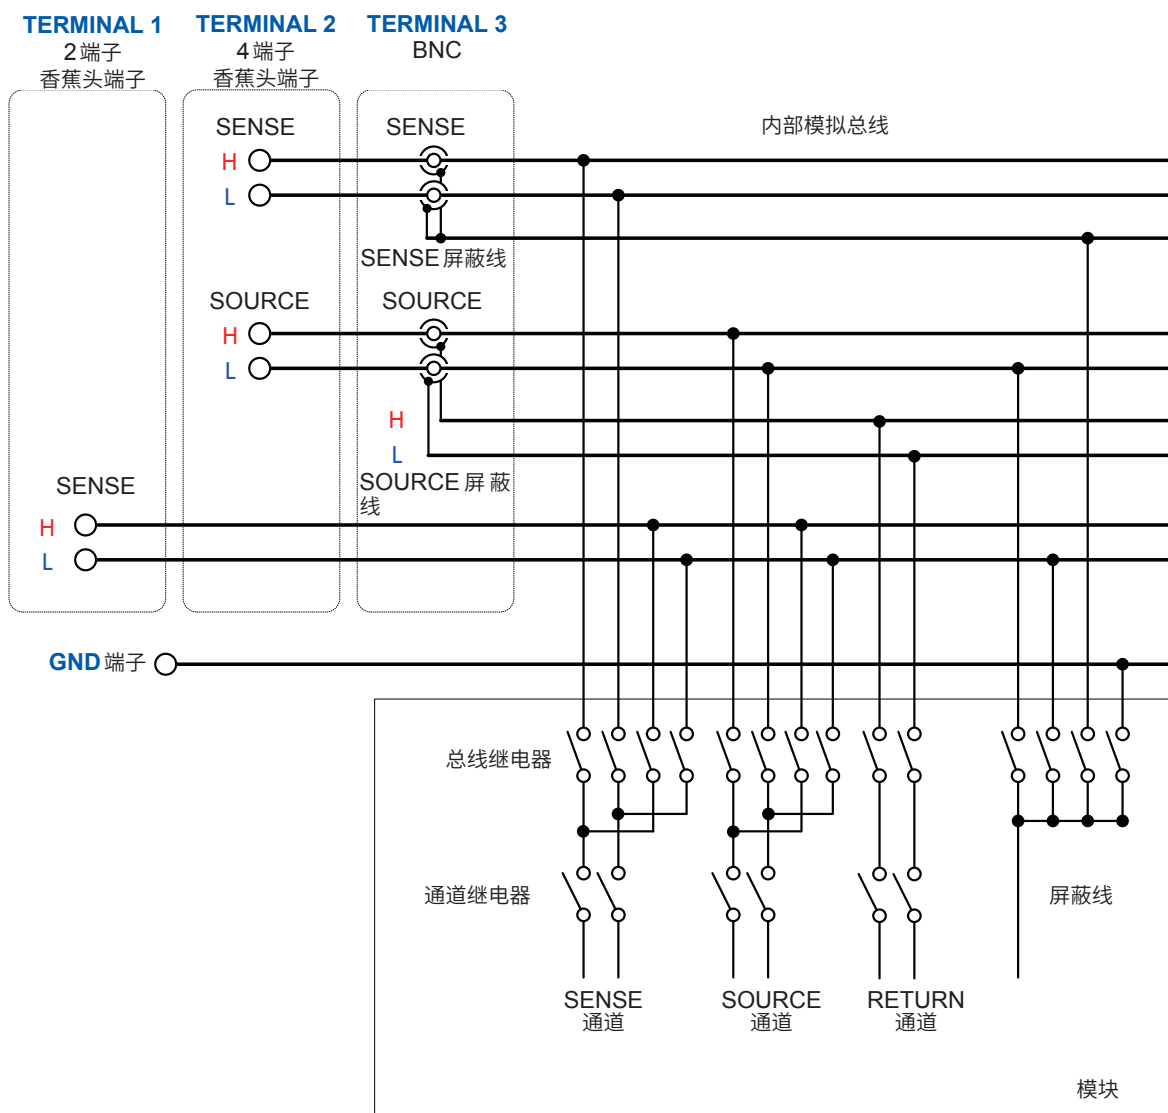 TERMINAL 1
2端子
香蕉头端子
TERMINAL 2
4端子
香蕉头端子
TERMINAL 3
BNC
SENSE
SENSE
内部模拟总线
H
L
SENSE屏蔽线
SOURCE
SOURCE
H
L
H
L
SOURCE 屏 蔽
线
SENSE
H
L
GND端子
总线继电器
通道继电器
屏蔽线
SENSE
通道
SOURCE
通道
RETURN
通道
模块